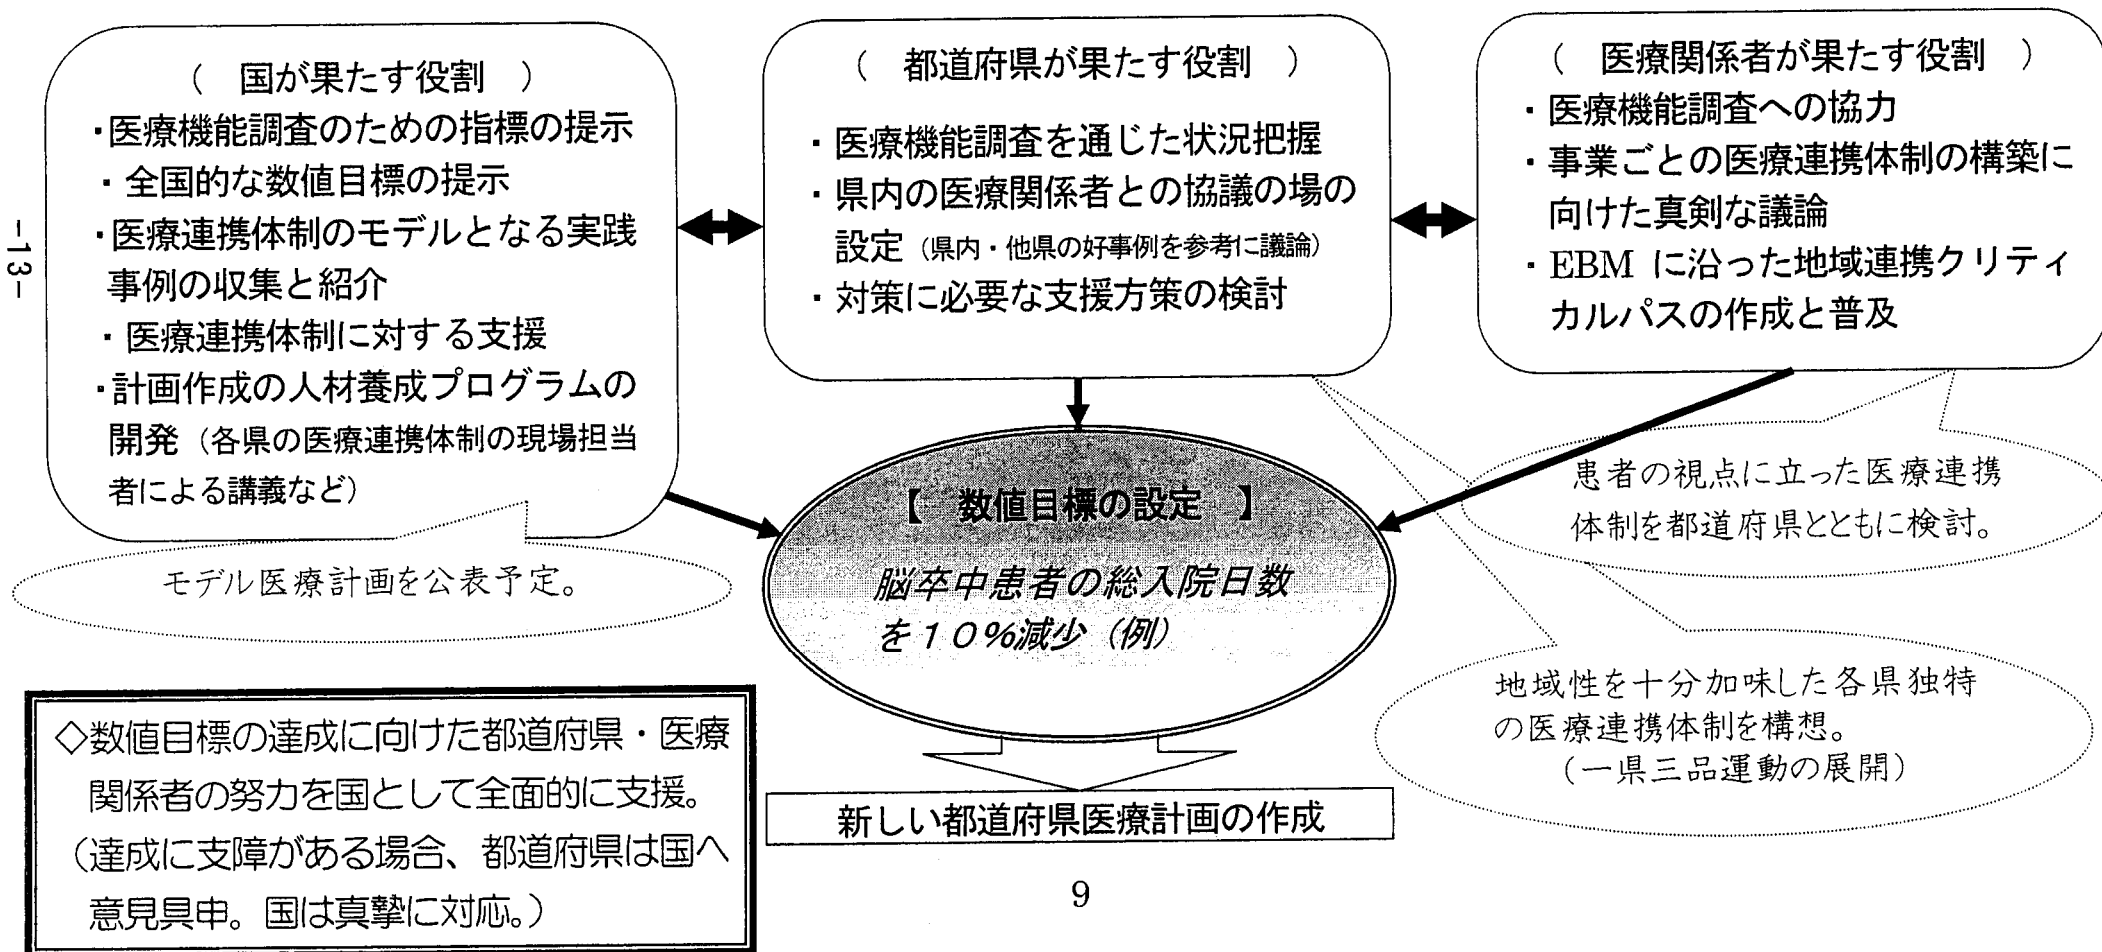 （　国が果たす役割　）
・医療機能調査のための指標の提示
・全国的な数値目標の提示
・医療連携体制のモデルとなる実践
事例の収集と紹介
・医療連携体制に対する支援
・計画作成の人材養成プログラムの
開発（各県の医療連携体制の現場担当
者による講義など）
モデル医療計画を公表予定。
（　都道府県が果たす役割　）
・医療機能調査を通じた状況把握
・県内の医療関係者との協議の場の
設定（県内・他県の好事例を参考に議論）
・対策に必要な支援方策の検討
（　医療関係者が果たす役割　）
・医療機能調査への協力
・事業ごとの医療連携体制の構築に
向けた真剣な議論
・EBM に沿った地域連携クリティ
カルパスの作成と普及
患者の視点に立った医療連携
体制を都道府県とともに検討。
地域性を十分加味した各県独特
の医療連携体制を構想。
（一県三品運動の展開）
【　数値目標の設定　】
脳卒中患者の総入院日数
を１０%減少（例）
新しい都道府県医療計画の作成
◇数値目標の達成に向けた都道府県・医療
関係者の努力を国として全面的に支援。
（達成に支障がある場合、都道府県は国へ
意見具申。国は真摯に対応。）
9
-13-